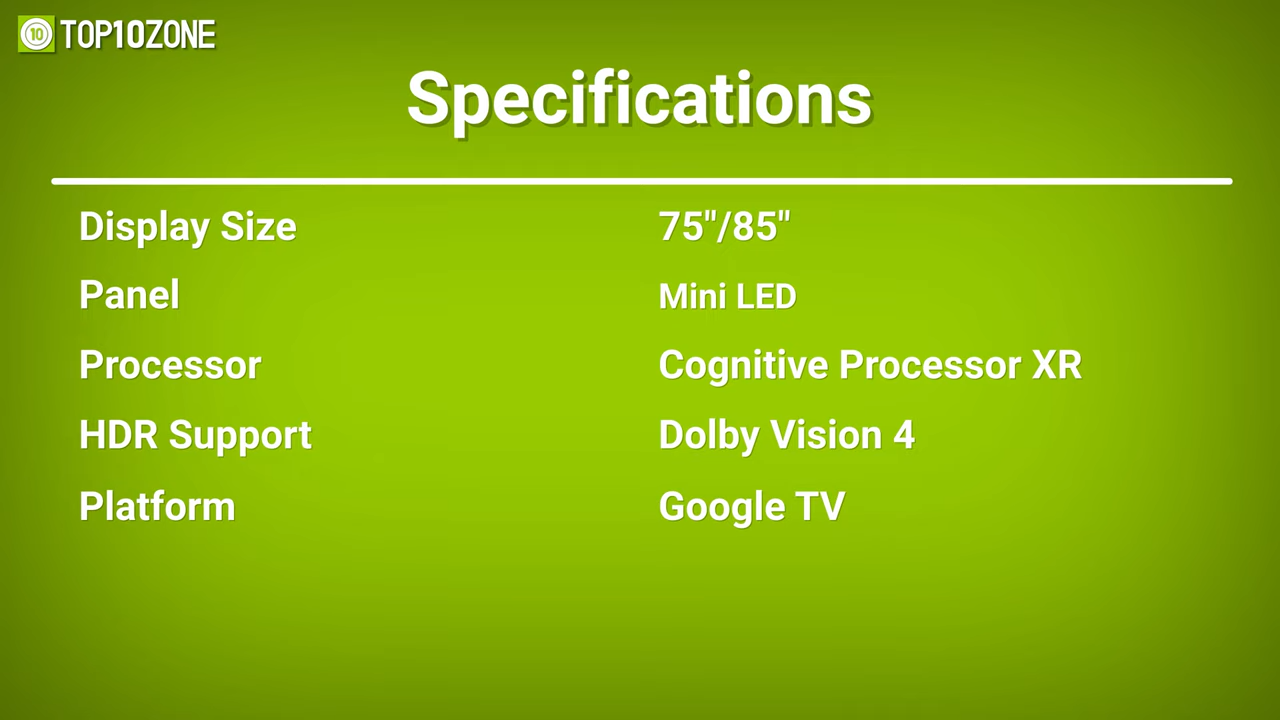 TOP10ZONE
Specifications
Display Size 75"/85"
Panel Mini LED
Processor Cognitive Processor XR
HDR Support Dolby Vision 4
Platform Google TV